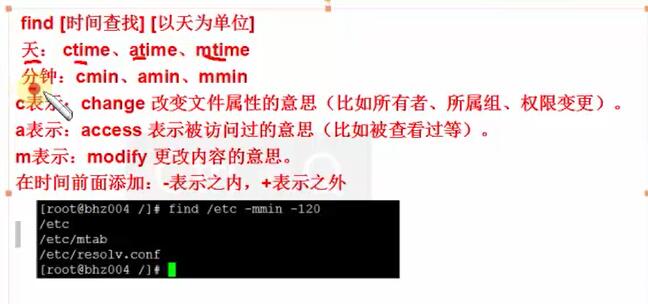 find [时间查找] [以天为单位]
天： ctime、atime、mtime
分钟：cmin、amin、mmin
c表示：change 改变文件属性的意思（比如所有者、所属组、权限变更）。
a表示：access 表示被访问过的意思（比如被查看过等）。
m表示：modify 更改内容的意思。
在时间前面添加：-表示之内，+表示之外
[root@bhz004 /]# find /etc -mmin -120
/etc
/etc/mtab
/etc/resolv.conf
[root@bhz004 /]#